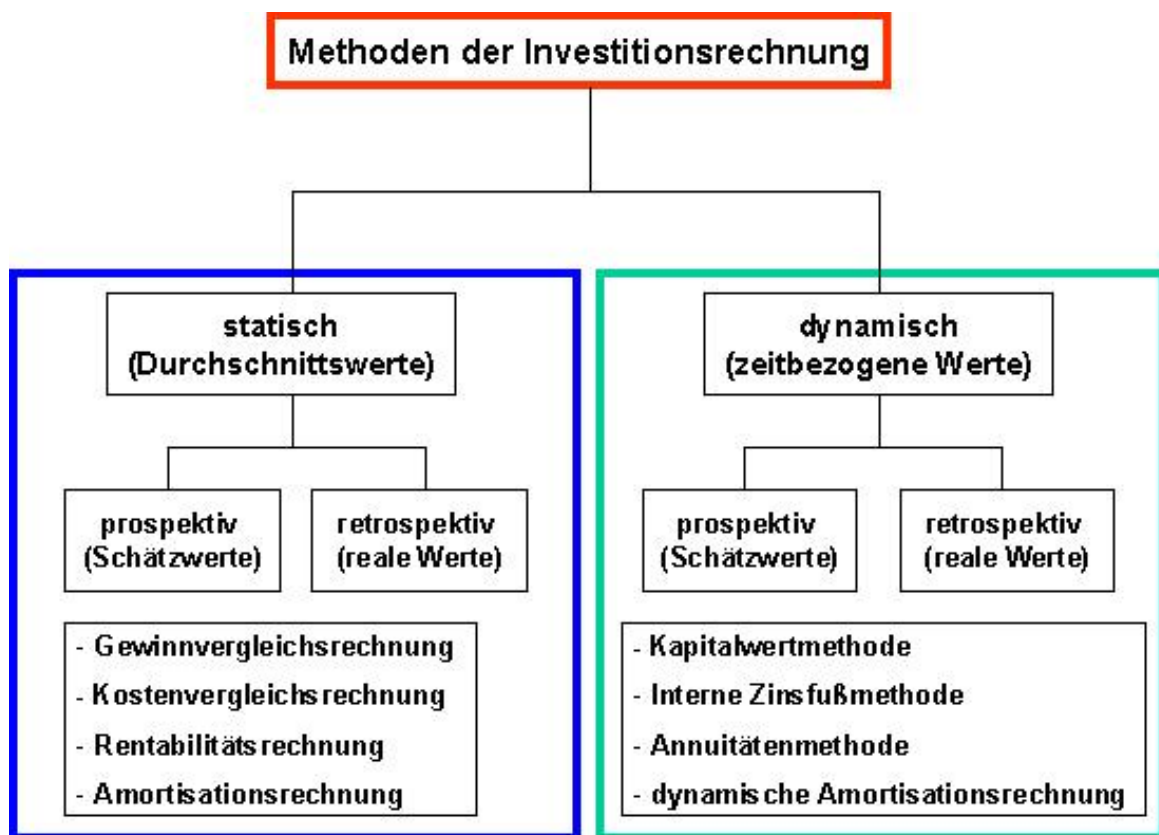 Methoden der Investitionsrechnung
statisch
(Durchschnittswerte)
prospektiv
(Schätzwerte)
retrospektiv
(reale Werte)
- Gewinnvergleichsrechnung
- Kostenvergleichsrechnung
- Rentabilitätsrechnung
- Amortisationsrechnung
dynamisch
(zeitbezogene Werte)
prospektiv
(Schätzwerte)
retrospektiv
(reale Werte)
- Kapitalwertmethode
- Interne Zinsfußmethode
- Annuitätenmethode
- dynamische Amortisationsrechnung